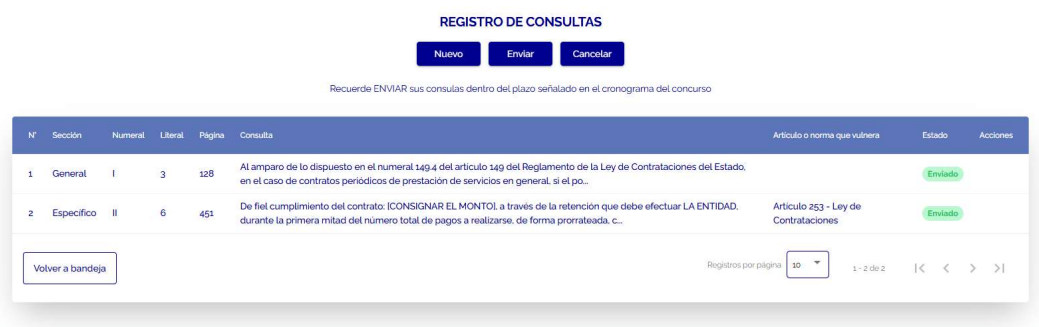 REGISTRO DE CONSULTAS
Nuevo Enviar Cancelar
Recuerde ENVIAR sus consulas dentro del plazo señalado en el cronograma del concurso
N° Sección Numeral Literal Página Consulta Artículo o norma que vulnera Estado Acciones
1 General I 3 128 Al amparo de lo dispuesto en el numeral 149.4 del artículo 149 del Reglamento de la Ley de Contrataciones del Estado, Enviado
en el caso de contratos periódicos de prestación de servicios en general, si el po...
2 Específico II 6 451 De fiel cumplimiento del contrato: [CONSIGNAR EL MONTO], a través de la retención que debe efectuar LA ENTIDAD, Artículo 253 - Ley de Enviado
durante la primera mitad del número total de pagos a realizarse, de forma prorrateada, c... Contrataciones
Volver a bandeja Registros por página 10 1 - 2 de 2